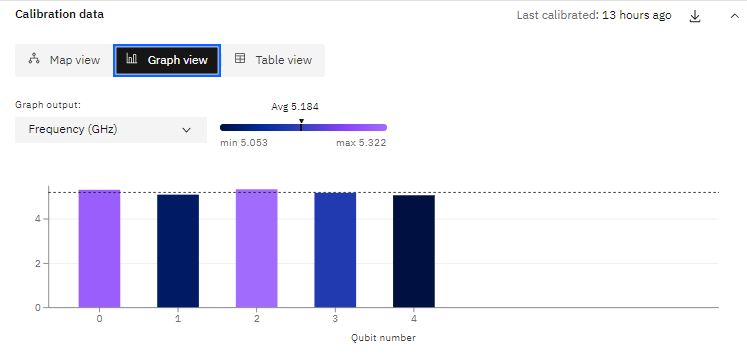 Calibration data
Last calibrated: 13 hours ago
Map view
Graph view
Table view
Graph output:
Frequency (GHz)
Avg 5.184
min 5.053
max 5.322
4
2
0
0 1 2 3 4
Qubit number